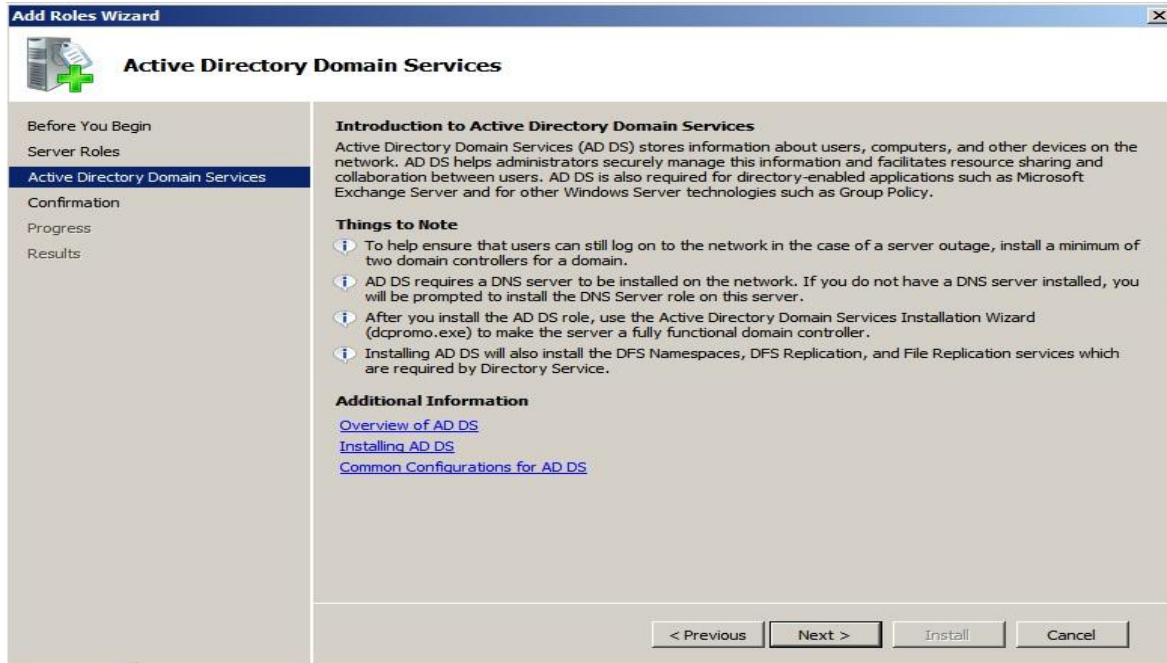 Add Roles Wizard
Active Directory Domain Services
Before You Begin
Server Roles
Active Directory Domain Services
Confirmation
Progress
Results
Introduction to Active Directory Domain Services
Active Directory Domain Services (AD DS) stores information about users, computers, and other devices on the
network. AD DS helps administrators securely manage this information and facilitates resource sharing and
collaboration between users. AD DS is also required for directory-enabled applications such as Microsoft
Exchange Server and for other Windows Server technologies such as Group Policy.
Things to Note
To help ensure that users can still log on to the network in the case of a server outage, install a minimum of
two domain controllers for a domain.
AD DS requires a DNS server to be installed on the network. If you do not have a DNS server installed, you
will be prompted to install the DNS Server role on this server.
After you install the AD DS role, use the Active Directory Domain Services Installation Wizard
(dcpromo.exe) to make the server a fully functional domain controller.
Installing AD DS will also install the DFS Namespaces, DFS Replication, and File Replication services which
are required by Directory Service.
Additional Information
Overview of AD DS
Installing AD DS
Common Configurations for AD DS
< Previous
Next >
Install
Cancel